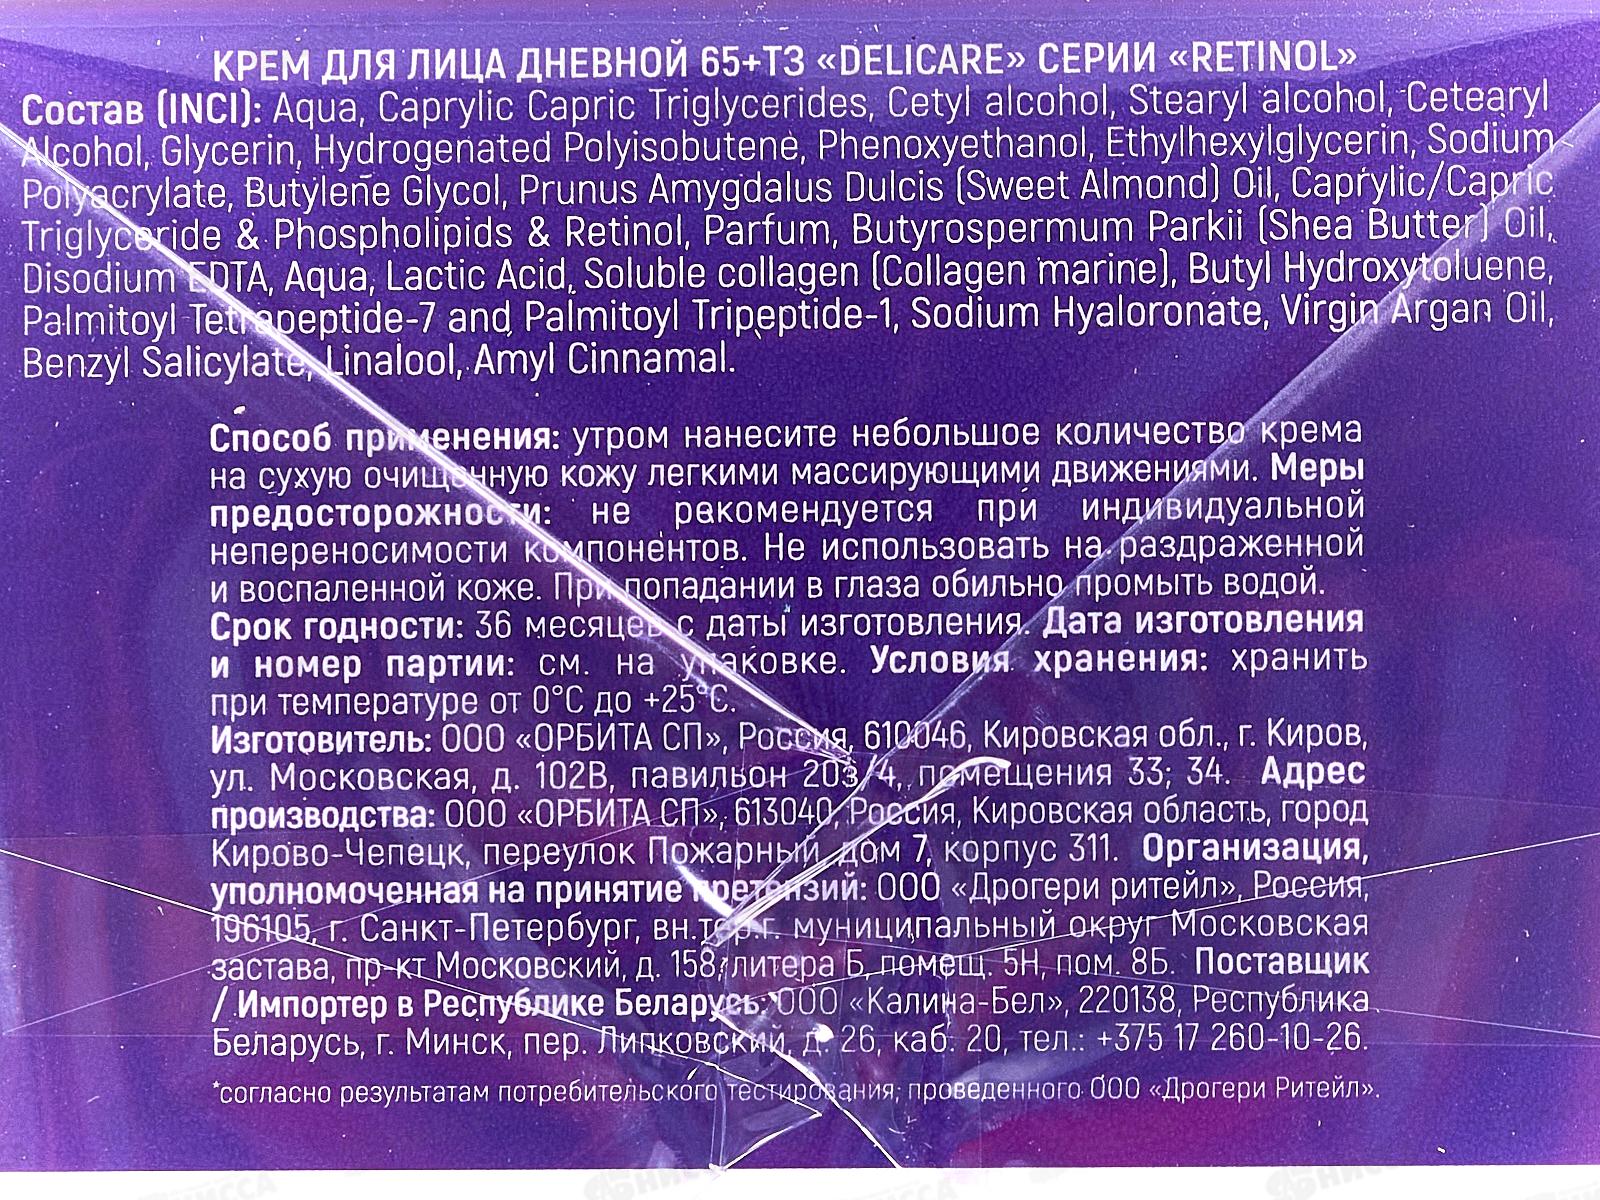 КРЕМ ДЛЯ ЛИЦА ДНЕВНОЙ 65+ТЗ «DELICARE» СЕРИИ «RETINOL»
Состав (INCI): Aqua, Caprylic Capric Triglycerides, Cetyl alcohol, Stearyl alcohol, Cetearyl
Alcohol, Glycerin, Hydrogenated Polyisobutene, Phenoxyethanol, Ethylhexylglycerin, Sodium
Polyacrylate, Butylene Glycol, Prunus Amygdalus Dulcis (Sweet Almond) Oil, Caprylic/Capric
Triglyceride & Phospholipids & Retinol, Parfum, Butyrospermum Parkii (Shea Butter) Oil,
Disodium EDTA, Aqua, Lactic Acid, Soluble collagen (Collagen marine), Butyl Hydroxytoluene,
Palmitoyl Tetrapeptide-7 and Palmitoyl Tripeptide-1, Sodium Hyaloronate, Virgin Argan Oil,
Benzyl Salicylate, Linalool, Amyl Cinnamal.
Способ применения: утром нанесите небольшое количество крема
на сухую очищенную кожу легкими массирующими движениями. Меры
предосторожности: не рекомендуется при индивидуальной
непереносимости компонентов. Не использовать на раздраженной
и воспаленной коже. При попадании в глаза обильно промыть водой.
Срок годности: 36 месяцев с даты изготовления. Дата изготовления
и номер партии: см. на упаковке. Условия хранения: хранить
при температуре от 0°C до +25°C.
Изготовитель: ООО «ОРБИТА СП», Россия, 610046, Кировская обл., г. Киров,
ул. Московская, д. 102В, павильон 203/4, помещения 33; 34. Адрес
производства: ООО «ОРБИТА СП», 613040, Россия, Кировская область, город
Кирово-Чепецк, переулок Пожарный, дом 7, корпус 311. Организация,
уполномоченная на принятие претензий: ООО «Дрогери ритейл», Россия,
196105, г. Санкт-Петербург, вн.тер.г. муниципальный округ Московская
застава, пр-кт Московский, д. 158, литера Б, помещ. 5Н, пом. 8Б. Поставщик
/ Импортер в Республике Беларусь: ООО «Калина-Бел», 220138, Республика
Беларусь, г. Минск, пер. Липковский, д. 26, каб. 20, тел.: +375 17 260-10-26.
*согласно результатам потребительского тестирования, проведенного ООО «Дрогери Ритейл».